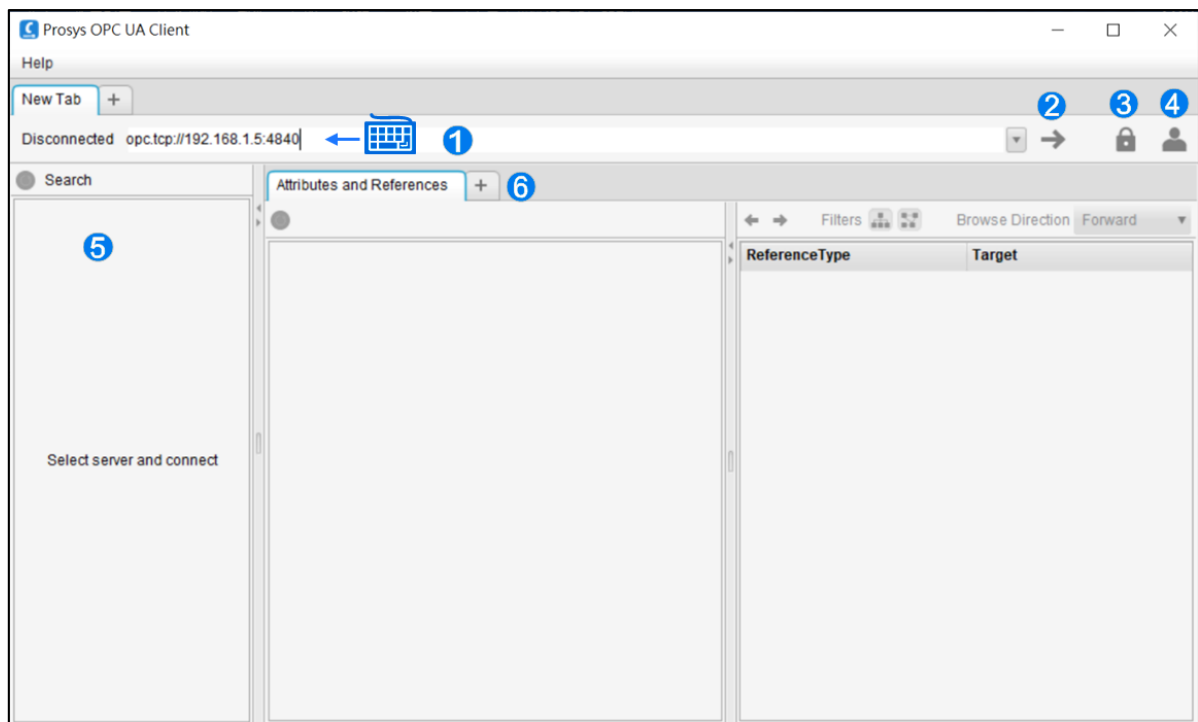 Prosys OPC UA Client
Help
New Tab +
2 3 4
Disconnected opc.tcp://192.168.1.5:4840 1
Search
Attributes and References + 6
Filters Browse Direction Forward
5
ReferenceType Target
Select server and connect